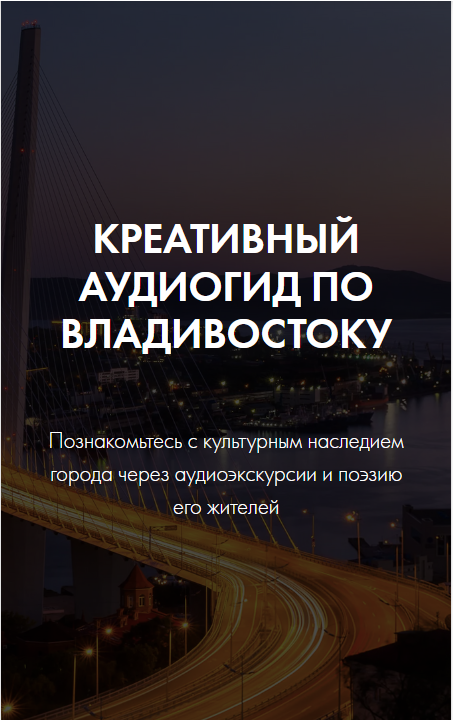 КРЕАТИВНЫЙ
АУДИОГИД ПО
ВЛАДИВОСТОКУ
Познакомьтесь с культурным наследием
города через аудиоэкскурсии и поэзию
его жителей